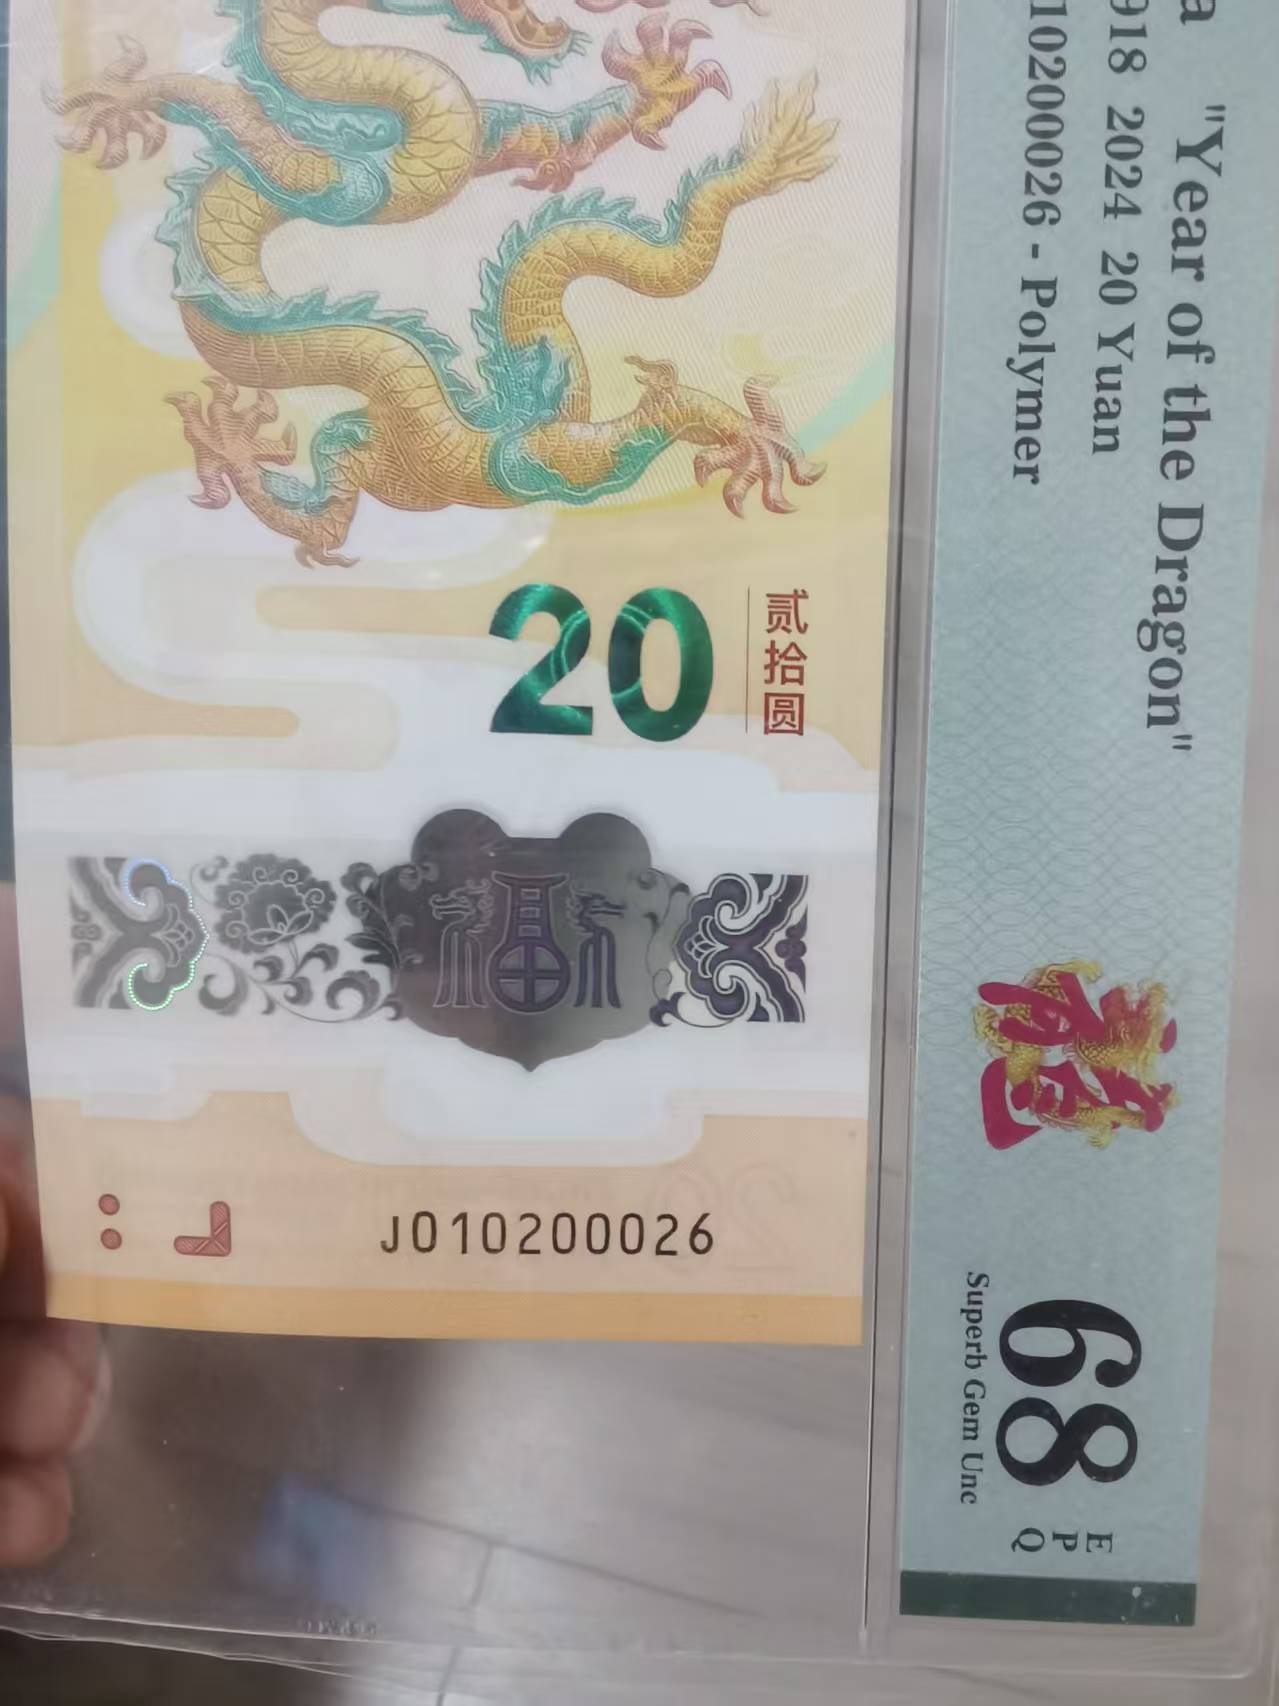 a "Year of the Dragon"
918 2024 20 Yuan
10200026 - Polymer
68
EPQ
Superb Gem Unc
贰拾圆
20
福
J010200026